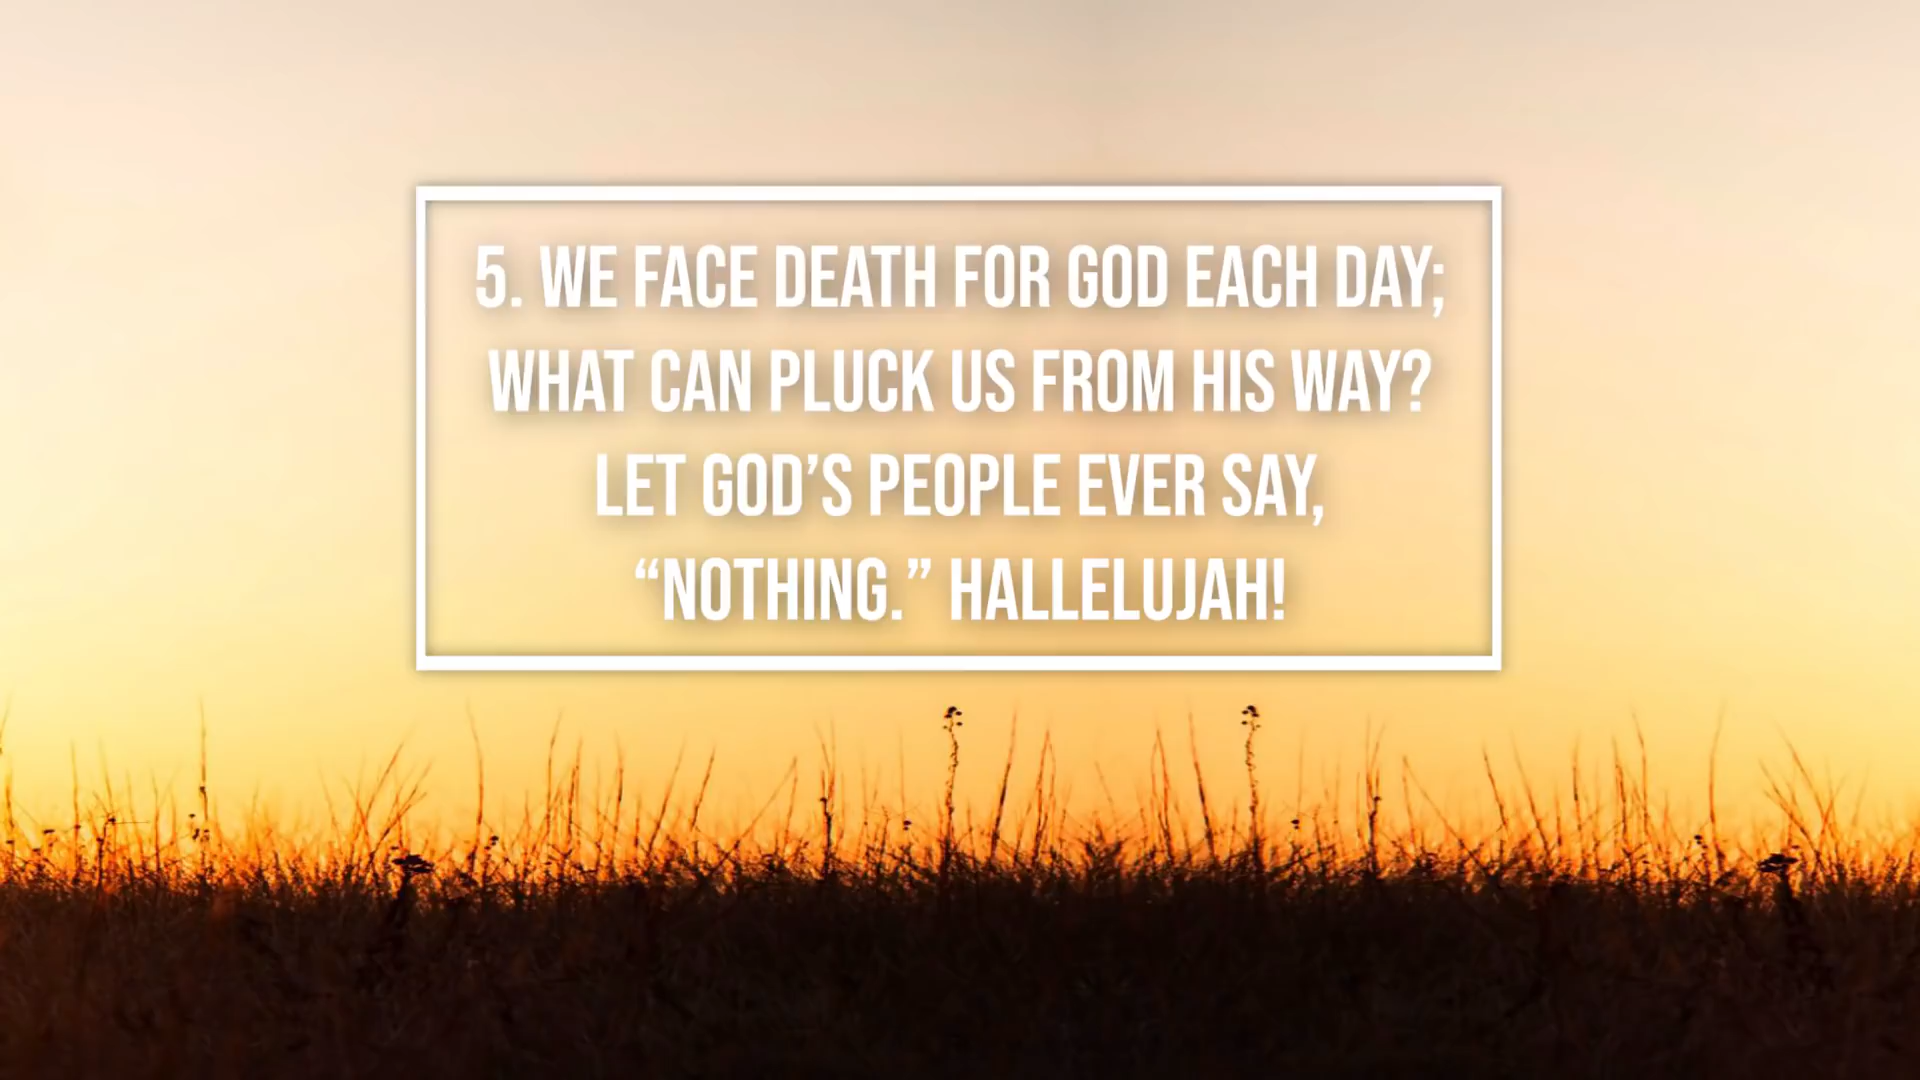 5. WE FACE DEATH FOR GOD EACH DAY;
WHAT CAN PLUCK US FROM HIS WAY?
LET GOD’S PEOPLE EVER SAY,
“NOTHING.” HALLELUJAH!